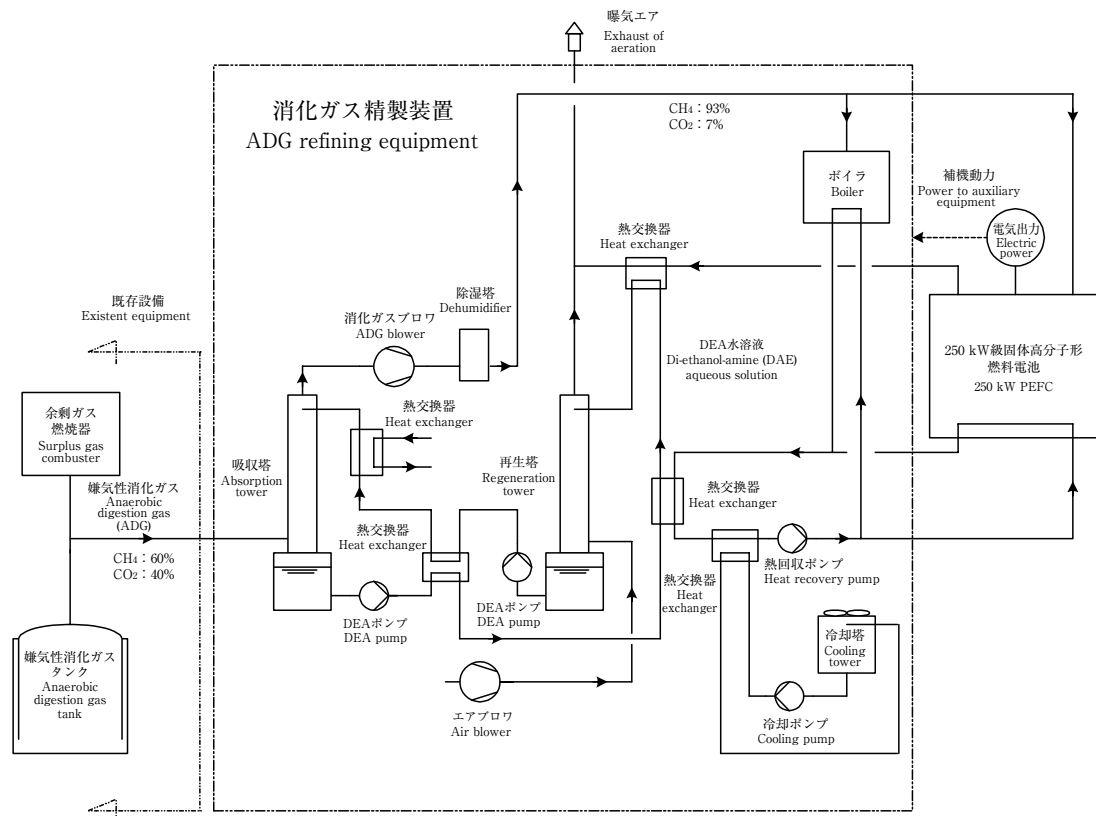 曝気エア
Exhaust of
aeration
消化ガス精製装置
ADG refining equipment
CH4：93%
CO2：7%
ボイラ
Boiler
補機動力
Power to auxiliary
equipment
電気出力
Electric
power
熱交換器
Heat exchanger
既存設備
Existent equipment
消化ガスブロワ
ADG blower
除湿塔
Dehumidifier
DEA水溶液
Di-ethanol-amine (DAE)
aqueous solution
250 kW級固体高分子形
燃料電池
250 kW PEFC
余剰ガス
燃焼器
Surplus gas
combuster
熱交換器
Heat exchanger
吸収塔
Absorption
tower
再生塔
Regeneration
tower
嫌気性消化ガス
Anaerobic
digestion gas
(ADG)
CH4：60%
CO2：40%
熱交換器
Heat exchanger
熱交換器
Heat exchanger
熱回収ポンプ
Heat recovery pump
熱交換器
Heat
exchanger
DEAポンプ
DEA pump
DEAポンプ
DEA pump
冷却塔
Cooling
tower
嫌気性消化ガス
タンク
Anaerobic
digestion gas
tank
エアブロワ
Air blower
冷却ポンプ
Cooling pump